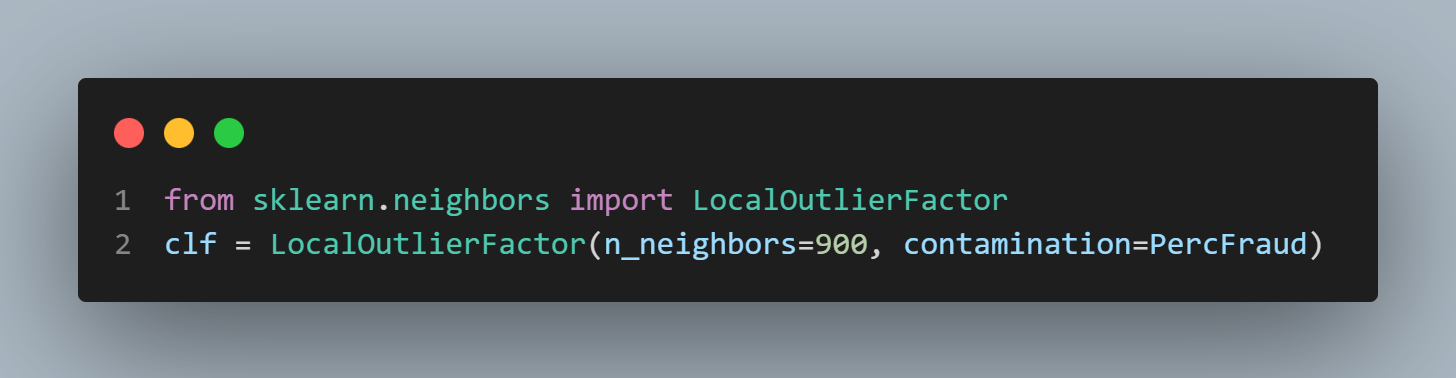 1 from sklearn.neighbors import LocalOutlierFactor
2 clf = LocalOutlierFactor(n_neighbors=900, contamination=PercFraud)